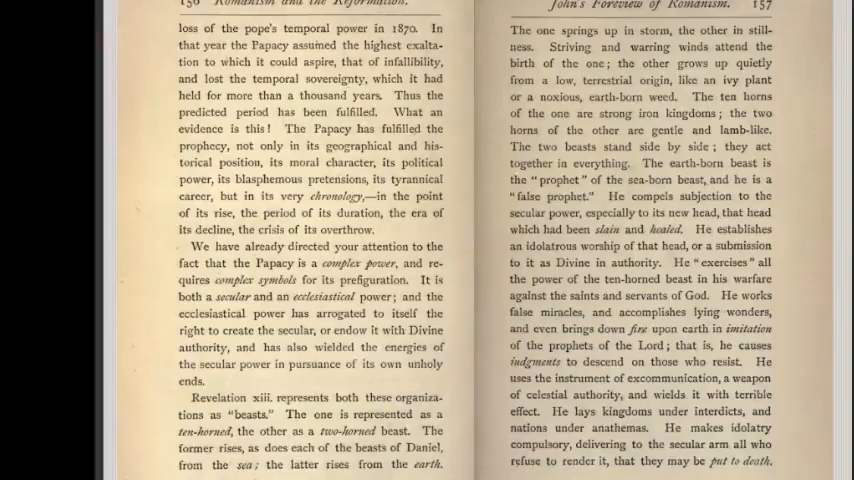 156 Romanism and the Reformation.
loss of the pope's temporal power in 1870. In
that year the Papacy assumed the highest exalta-
tion to which it could aspire, that of infallibility,
and lost the temporal sovereignty, which it had
held for more than a thousand years. Thus the
predicted period has been fulfilled. What an
evidence is this! The Papacy has fulfilled the
prophecy, not only in its geographical and his-
torical position, its moral character, its political
power, its blasphemous pretensions, its tyrannical
career, but in its very chronology,—in the point
of its rise, the period of its duration, the era of
its decline, the crisis of its overthrow.
We have already directed your attention to the
fact that the Papacy is a complex power, and re-
quires complex symbols for its prefiguration. It is
both a secular and an ecclesiastical power; and the
ecclesiastical power has arrogated to itself the
right to create the secular, or endow it with Divine
authority, and has also wielded the energies of
the secular power in pursuance of its own unholy
ends.
Revelation xiii. represents both these organiza-
tions as "beasts." The one is represented as a
ten-horned, the other as a two-horned beast. The
former rises, as does each of the beasts of Daniel,
from the sea; the latter rises from the earth.
John's Foreview of Romanism. 157
The one springs up in storm, the other in still-
ness. Striving and warring winds attend the
birth of the one; the other grows up quietly
from a low, terrestrial origin, like an ivy plant
or a noxious, earth-born weed. The ten horns
of the one are strong iron kingdoms; the two
horns of the other are gentle and lamb-like.
The two beasts stand side by side; they act
together in everything. The earth-born beast is
the "prophet" of the sea-born beast, and he is a
"false prophet." He compels subjection to the
secular power, especially to its new head, that head
which had been slain and healed. He establishes
an idolatrous worship of that head, or a submission
to it as Divine in authority. He "exercises" all
the power of the ten-horned beast in his warfare
against the saints and servants of God. He works
false miracles, and accomplishes lying wonders,
and even brings down fire upon earth in imitation
of the prophets of the Lord; that is, he causes
judgments to descend on those who resist. He
uses the instrument of excommunication, a weapon
of celestial authority, and wields it with terrible
effect. He lays kingdoms under interdicts, and
nations under anathemas. He makes idolatry
compulsory, delivering to the secular arm all who
refuse to render it, that they may be put to death.